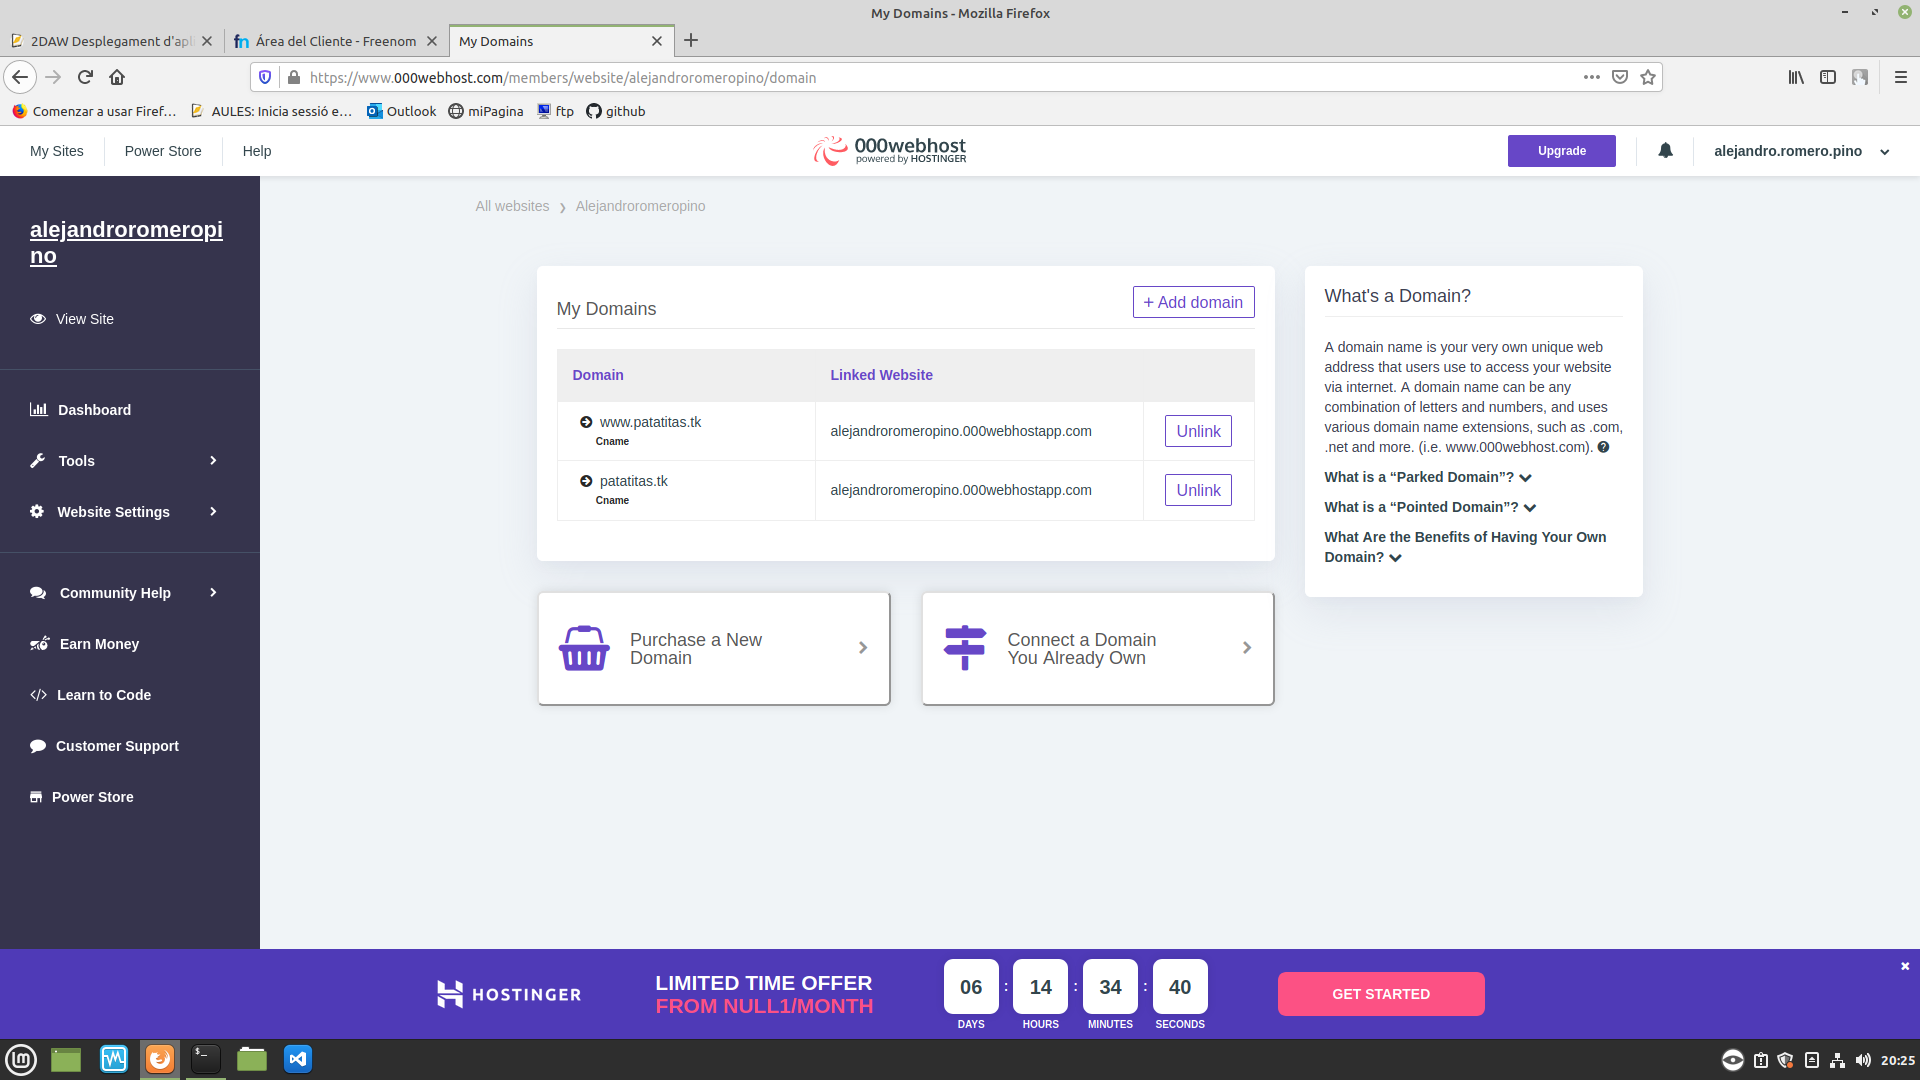 My Domains - Mozilla Firefox
2DAW Desplegament d'apl
Área del Cliente - Freenom
My Domains
https://www.000webhost.com/members/website/alejandroromeropino/domain
Comenzar a usar Firef…
AULES: Inicia sessió e…
Outlook
miPagina
ftp
github
My Sites
Power Store
Help
000webhost
powered by HOSTINGER
Upgrade
alejandro.romero.pino
alejandroromeropi
no
View Site
Dashboard
Tools
Website Settings
Community Help
Earn Money
Learn to Code
Customer Support
Power Store
All websites
Alejandroromeropino
My Domains
+ Add domain
Domain
Linked Website
www.patatitas.tk
Cname
alejandroromeropino.000webhostapp.com
Unlink
patatitas.tk
Cname
alejandroromeropino.000webhostapp.com
Unlink
Purchase a New
Domain
Connect a Domain
You Already Own
What's a Domain?
A domain name is your very own unique web
address that users use to access your website
via internet. A domain name can be any
combination of letters and numbers, and uses
various domain name extensions, such as .com,
.net and more. (i.e. www.000webhost.com).
What is a “Parked Domain”?
What is a “Pointed Domain”?
What Are the Benefits of Having Your Own
Domain?
HOSTINGER
LIMITED TIME OFFER
FROM NULL1/MONTH
06 : 14 : 34 : 40
DAYS HOURS MINUTES SECONDS
GET STARTED
20:25